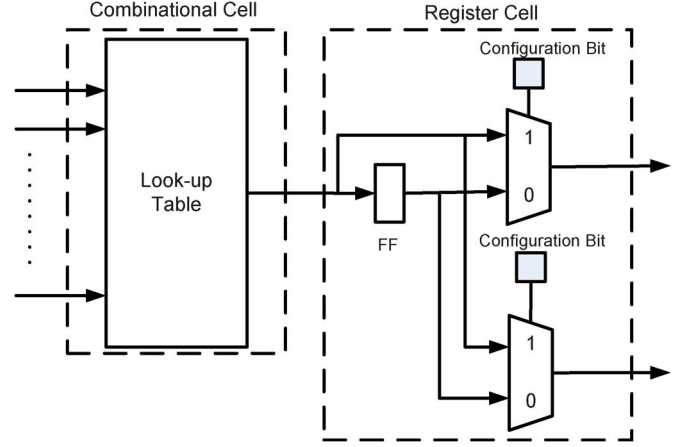 Combinational Cell
Register Cell
Configuration Bit
1
0
Look-up
Table
FF
Configuration Bit
1
0